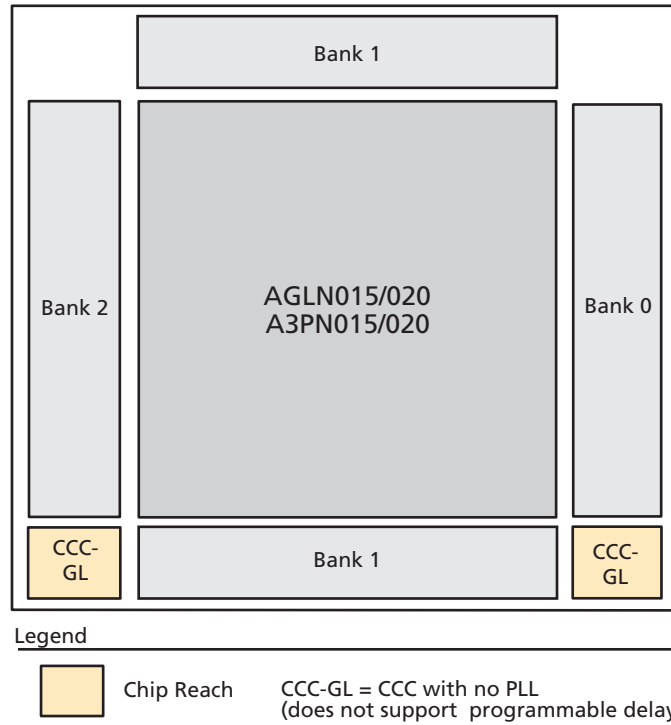 Bank 1
Bank 2
AGLN015/020
A3PN015/020
Bank 0
CCC-
GL
Bank 1
CCC-
GL
Legend
Chip Reach
CCC-GL = CCC with no PLL
(does not support programmable delay